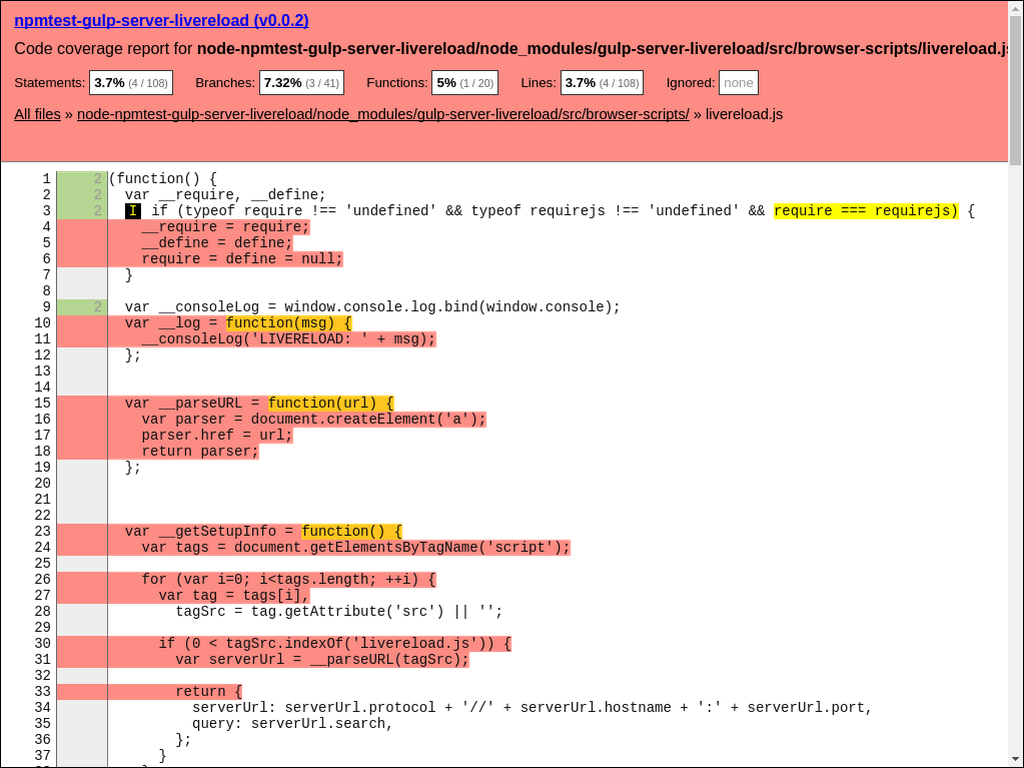 npmtest-gulp-server-livereload (v0.0.2)
Code coverage report for node-npmtest-gulp-server-livereload/node_modules/gulp-server-livereload/src/browser-scripts/livereload.js
Statements: 3.7% (4 / 108) Branches: 7.32% (3 / 41) Functions: 5% (1 / 20) Lines: 3.7% (4 / 108) Ignored: none
All files » node-npmtest-gulp-server-livereload/node_modules/gulp-server-livereload/src/browser-scripts/ » livereload.js
1 2 (function() {
2 2   var __require, __define;
3 2   I if (typeof require !== 'undefined' && typeof requirejs !== 'undefined' && require === requirejs) {
4     __require = require;
5     __define = define;
6     require = define = null;
7   }
8
9 2   var __consoleLog = window.console.log.bind(window.console);
10   var __log = function(msg) {
11     __consoleLog('LIVERELOAD: ' + msg);
12   };
13
14
15   var __parseURL = function(url) {
16     var parser = document.createElement('a');
17     parser.href = url;
18     return parser;
19   };
20
21
22
23   var __getSetupInfo = function() {
24     var tags = document.getElementsByTagName('script');
25
26     for (var i=0; i<tags.length; ++i) {
27       var tag = tags[i],
28         tagSrc = tag.getAttribute('src') || '';
29
30       if (0 < tagSrc.indexOf('livereload.js')) {
31         var serverUrl = __parseURL(tagSrc);
32
33         return {
34           serverUrl: serverUrl.protocol + '//' + serverUrl.hostname + ':' + serverUrl.port,
35           query: serverUrl.search,
36         };
37       }